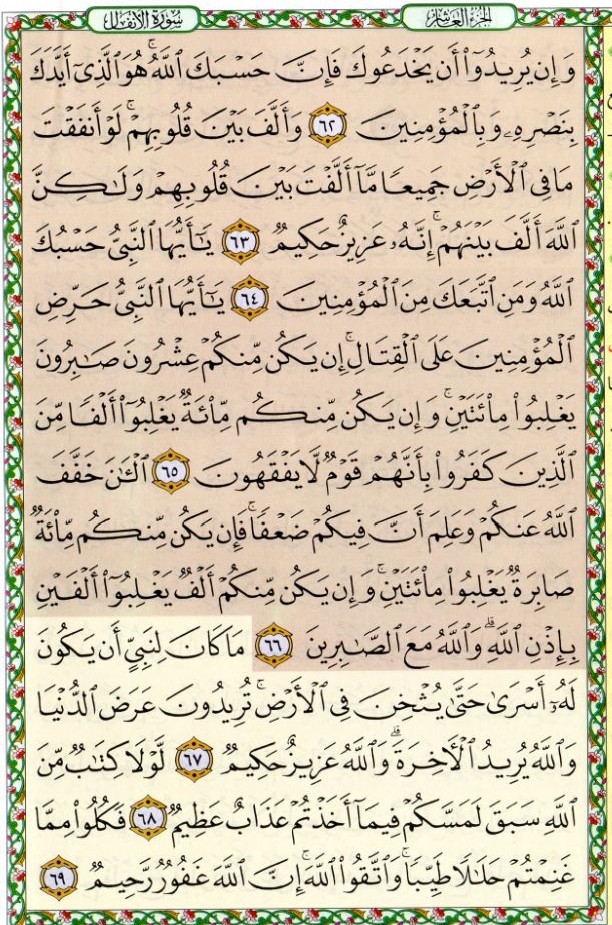 سُورَةُ الأَنفَالِ
الجُزْءُ العَاشِرُ
وَإِن يُرِيدُوٓا۟ أَن يَخْدَعُوكَ فَإِنَّ حَسْبَكَ ٱللَّهُ ۚ هُوَ ٱلَّذِىٓ أَيَّدَكَ
بِنَصْرِهِۦ وَبِٱلْمُؤْمِنِينَ ٦٢ وَأَلَّفَ بَيْنَ قُلُوبِهِمْ ۚ لَوْ أَنفَقْتَ
مَا فِى ٱلْأَرْضِ جَمِيعًا مَّآ أَلَّفْتَ بَيْنَ قُلُوبِهِمْ وَلَـٰكِنَّ
ٱللَّهَ أَلَّفَ بَيْنَهُمْ ۚ إِنَّهُۥ عَزِيزٌ حَكِيمٌ ٦٣ يَـٰٓأَيُّهَا ٱلنَّبِىُّ حَسْبُكَ
ٱللَّهُ وَمَنِ ٱتَّبَعَكَ مِنَ ٱلْمُؤْمِنِينَ ٦٤ يَـٰٓأَيُّهَا ٱلنَّبِىُّ حَرِّضِ
ٱلْمُؤْمِنِينَ عَلَى ٱلْقِتَالِ ۚ إِن يَكُن مِّنكُمْ عِشْرُونَ صَـٰبِرُونَ
يَغْلِبُوا۟ مِا۟ئَتَيْنِ ۚ وَإِن يَكُن مِّنكُم مِّا۟ئَةٌ يَغْلِبُوٓا۟ أَلْفًا مِّنَ
ٱلَّذِينَ كَفَرُوا۟ بِأَنَّهُمْ قَوْمٌ لَّا يَفْقَهُونَ ٦٥ ٱلْـَٔـٰنَ خَفَّفَ
ٱللَّهُ عَنكُمْ وَعَلِمَ أَنَّ فِيكُمْ ضَعْفًا ۚ فَإِن يَكُن مِّنكُم مِّا۟ئَةٌ
صَابِرَةٌ يَغْلِبُوا۟ مِا۟ئَتَيْنِ ۚ وَإِن يَكُن مِّنكُمْ أَلْفٌ يَغْلِبُوٓا۟ أَلْفَيْنِ
بِإِذْنِ ٱللَّهِ ۗ وَٱللَّهُ مَعَ ٱلصَّـٰبِرِينَ ٦٦ مَا كَانَ لِنَبِىٍّ أَن يَكُونَ
لَهُۥٓ أَسْرَىٰ حَتَّىٰ يُثْخِنَ فِى ٱلْأَرْضِ ۚ تُرِيدُونَ عَرَضَ ٱلدُّنْيَا
وَٱللَّهُ يُرِيدُ ٱلْـَٔاخِرَةَ ۗ وَٱللَّهُ عَزِيزٌ حَكِيمٌ ٦٧ لَّوْلَا كِتَـٰبٌ مِّنَ
ٱللَّهِ سَبَقَ لَمَسَّكُمْ فِيمَآ أَخَذْتُمْ عَذَابٌ عَظِيمٌ ٦٨ فَكُلُوا۟ مِمَّا
غَنِمْتُمْ حَلَـٰلًا طَيِّبًا ۚ وَٱتَّقُوا۟ ٱللَّهَ ۚ إِنَّ ٱللَّهَ غَفُورٌ رَّحِيمٌ ٦٩